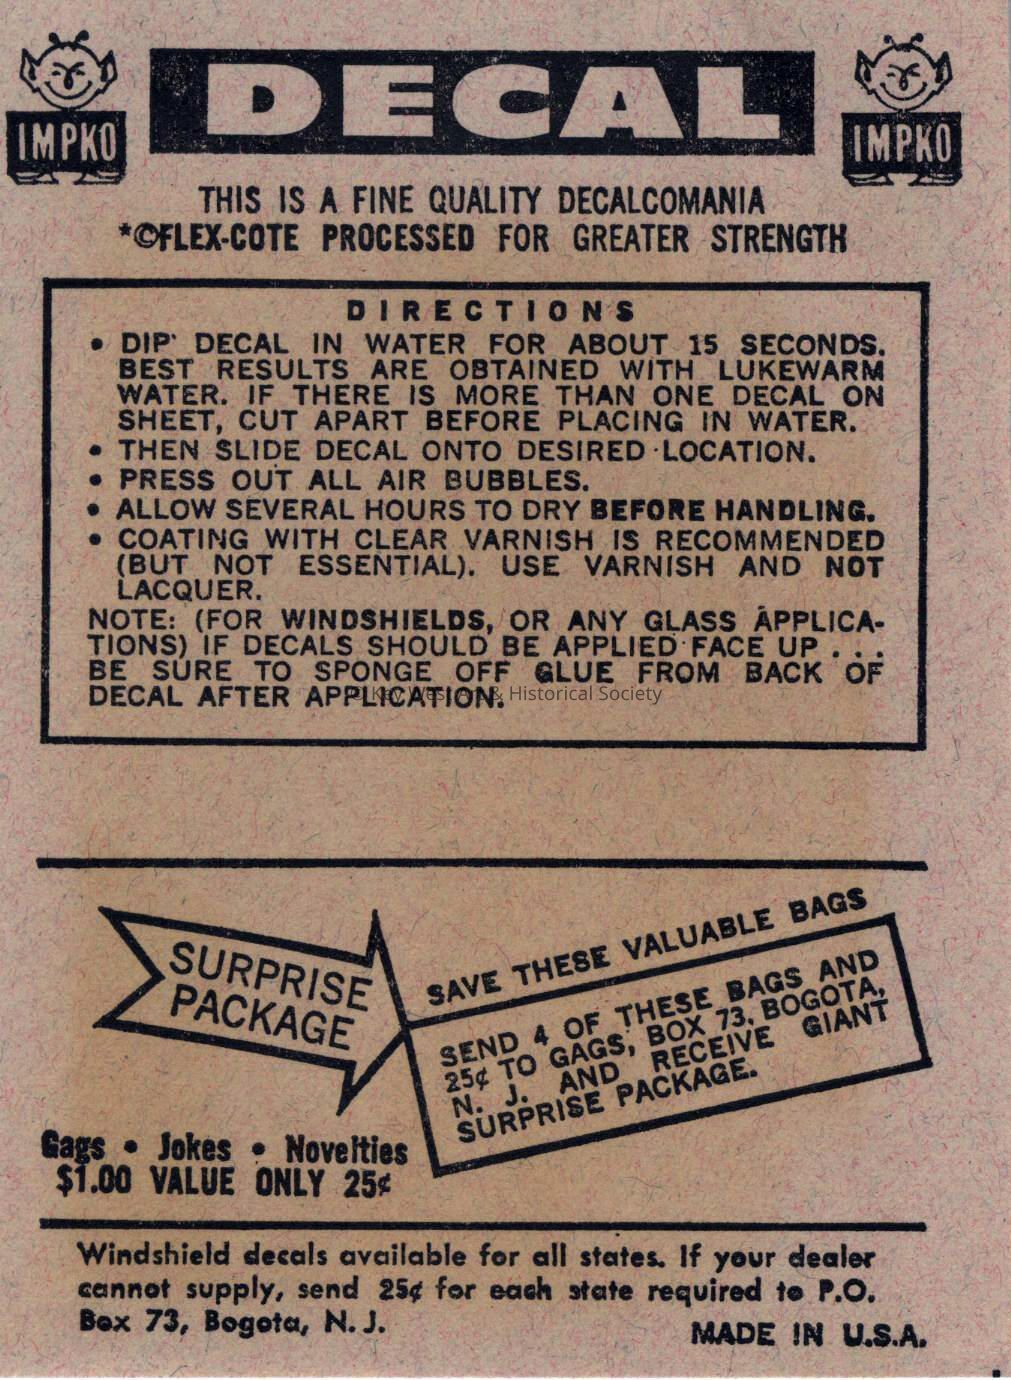 DECAL
IMPKO
IMPKO
THIS IS A FINE QUALITY DECALCOMANIA
*©FLEX-COTE PROCESSED FOR GREATER STRENGTH
DIRECTIONS
• DIP DECAL IN WATER FOR ABOUT 15 SECONDS.
BEST RESULTS ARE OBTAINED WITH LUKEWARM
WATER. IF THERE IS MORE THAN ONE DECAL ON
SHEET, CUT APART BEFORE PLACING IN WATER.
• THEN SLIDE DECAL ONTO DESIRED LOCATION.
• PRESS OUT ALL AIR BUBBLES.
• ALLOW SEVERAL HOURS TO DRY BEFORE HANDLING.
• COATING WITH CLEAR VARNISH IS RECOMMENDED
(BUT NOT ESSENTIAL). USE VARNISH AND NOT
LACQUER.
NOTE: (FOR WINDSHIELDS, OR ANY GLASS APPLICA-
TIONS) IF DECALS SHOULD BE APPLIED FACE UP . . .
BE SURE TO SPONGE OFF GLUE FROM BACK OF
DECAL AFTER APPLICATION.
© Key West Art & Historical Society
SURPRISE
PACKAGE
SAVE THESE VALUABLE BAGS
SEND 4 OF THESE BAGS AND
25¢ TO GAGS, BOX 73, BOGOTA,
N. J. AND RECEIVE GIANT
SURPRISE PACKAGE.
Gags • Jokes • Novelties
$1.00 VALUE ONLY 25¢
Windshield decals available for all states. If your dealer
cannot supply, send 25¢ for each state required to P.O.
Box 73, Bogota, N. J.
MADE IN U.S.A.